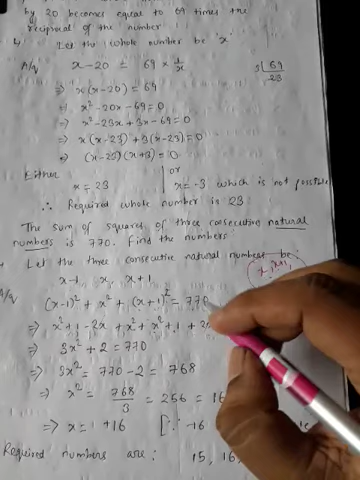 by 20 becomes equal to 69 times the
reciprocal of the number
Let the whole number be 'x'
A/q x - 20 = 69 × 1/x
3 | 69
23
⇒ x(x-20) = 69
⇒ x² - 20x - 69 = 0
⇒ x² - 23x + 3x - 69 = 0
⇒ x(x-23) + 3(x-23) = 0
⇒ (x-23)(x+3) = 0
Either | or
x = 23 | x = -3 which is not possible
∴ Required whole number is 23
The sum of squares of three consecutive natural
numbers is 770. Find the numbers
Let the three consecutive natural numbers be:
x-1, x, x+1,
x, x+1,
A/q (x-1)² + x² + (x+1)² = 770
⇒ x² + 1 - 2x + x² + x² + 1 + 2
⇒ 3x² + 2 = 770
⇒ 3x² = 770 - 2 = 768
⇒ x² = 768/3 = 256 = 16
⇒ x = + 16 [∵ -16
Required numbers are : 15, 16,